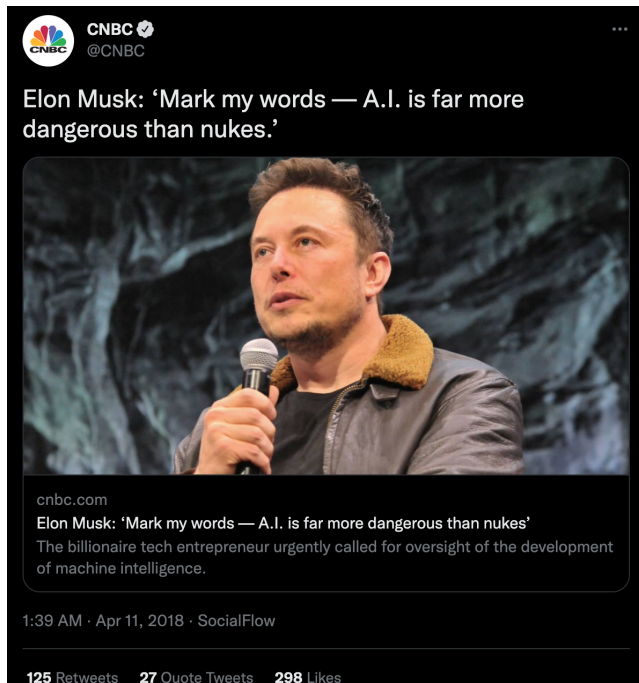 CNBC
@CNBC
CNBC
Elon Musk: ‘Mark my words — A.I. is far more
dangerous than nukes.’
cnbc.com
Elon Musk: ‘Mark my words — A.I. is far more dangerous than nukes’
The billionaire tech entrepreneur urgently called for oversight of the development
of machine intelligence.
1:39 AM · Apr 11, 2018 · SocialFlow
125 Retweets 27 Quote Tweets 298 Likes